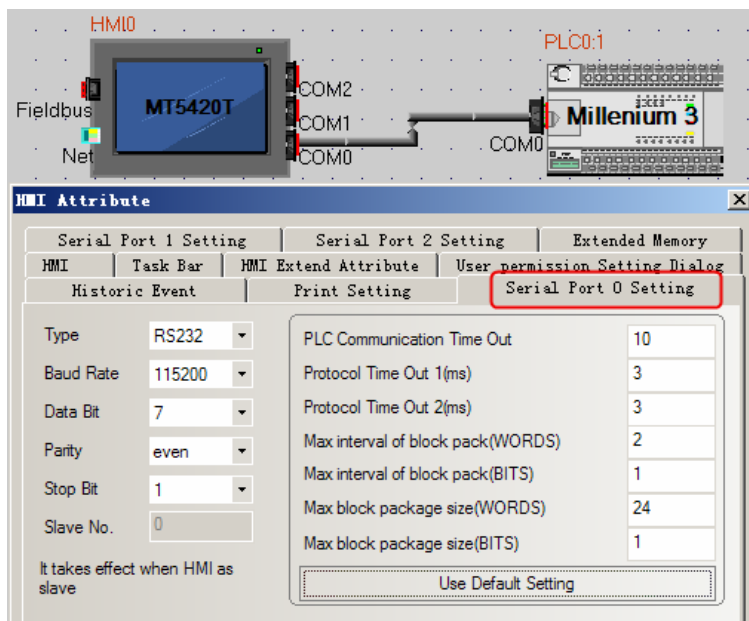 HMI0
PLC0:1
COM2
Fieldbus
MT5420T
COM1
Millenium 3
Net
COM0
COM0
HMI Attribute
Serial Port 1 Setting
Serial Port 2 Setting
Extended Memory
HMI
Task Bar
HMI Extend Attribute
User permission Setting Dialog
Historic Event
Print Setting
Serial Port 0 Setting
Type
RS232
Baud Rate
115200
Data Bit
7
Parity
even
Stop Bit
1
Slave No.
0
It takes effect when HMI as
slave
PLC Communication Time Out
10
Protocol Time Out 1(ms)
3
Protocol Time Out 2(ms)
3
Max interval of block pack(WORDS)
2
Max interval of block pack(BITS)
1
Max block package size(WORDS)
24
Max block package size(BITS)
1
Use Default Setting